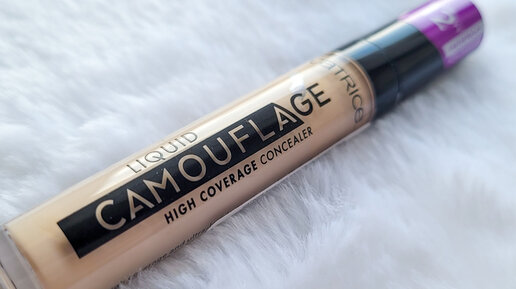 LIQUID
CAMOUFLAGE
HIGH COVERAGE CONCEALER
CATRICE